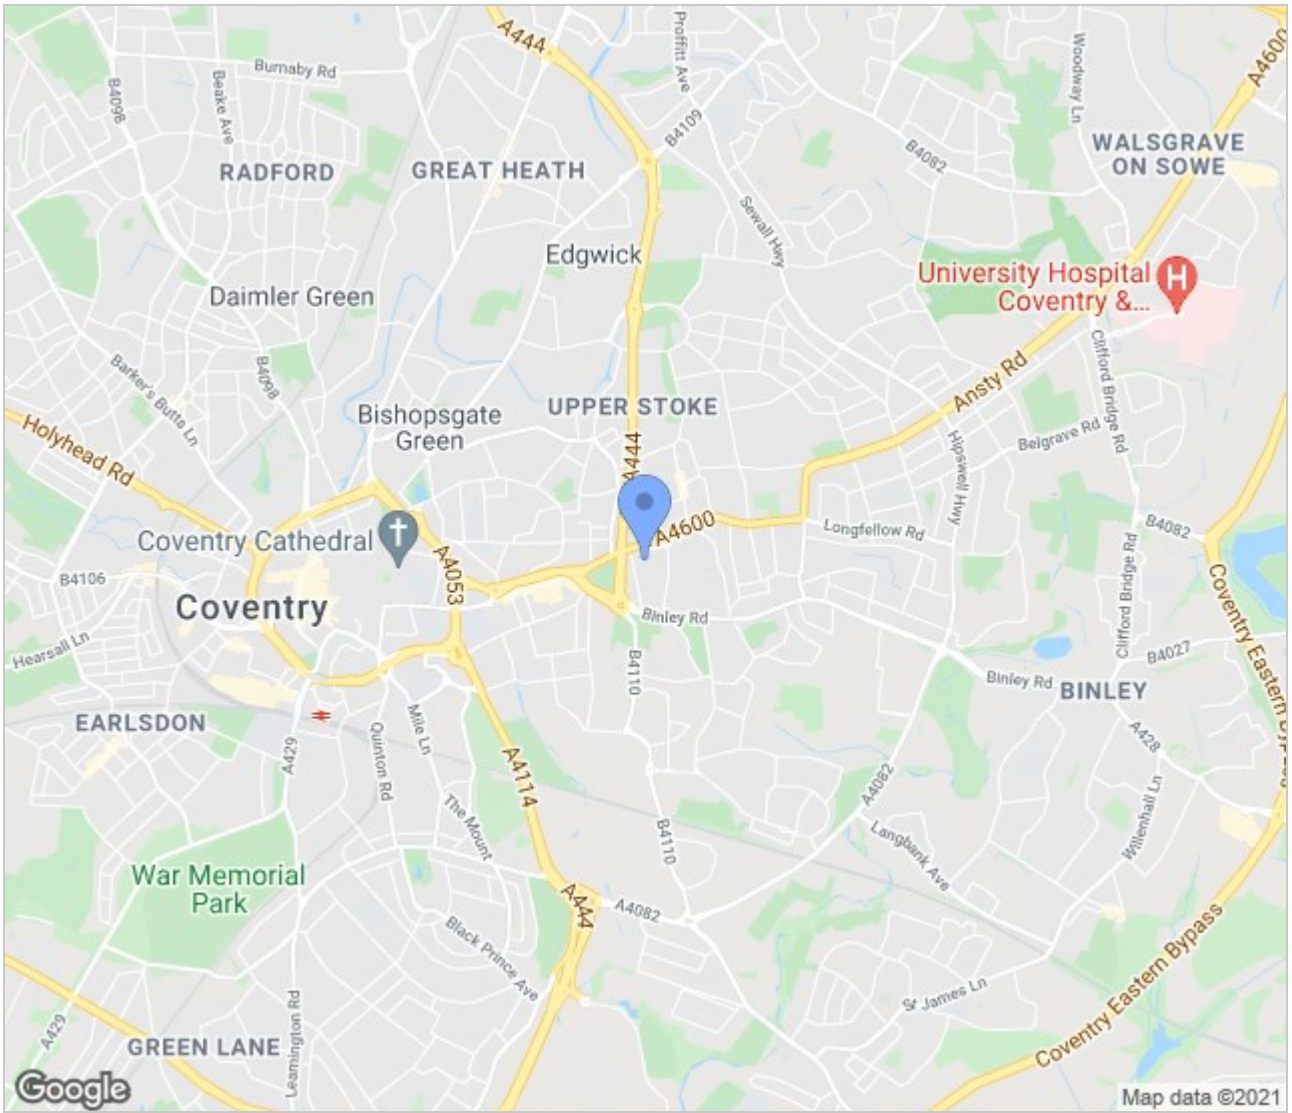 A444
Proffitt Ave
Woodway Ln
A4600
Burnaby Rd
B4098
Beake Ave
B4109
B4082
WALSGRAVE
ON SOWE
RADFORD
GREAT HEATH
Sewall Hwy
Edgwick
University Hospital
Coventry &...
H
Daimler Green
Barker's Butts Ln
B4098
Clifford Bridge Rd
Ansty Rd
Bishopsgate
Green
UPPER STOKE
Holyhead Rd
A444
Hipswell Hwy
Belgrave Rd
Coventry Cathedral
A4600
Longfellow Rd
B4082
B4106
A4053
Clifford Bridge Rd
Coventry
Coventry Eastern Bypass
Binley Rd
Hearsall Ln
B4110
B4027
Binley Rd
BINLEY
EARLSDON
A429
Quinton Rd
Mile Ln
A4114
A428
A4082
The Mount
B4110
Langbank Ave
Willenhall Ln
War Memorial
Park
A444
A4082
Black Prince Ave
Coventry Eastern Bypass
St James Ln
A429
GREEN LANE
Leamington Rd
Google
Map data ©2021